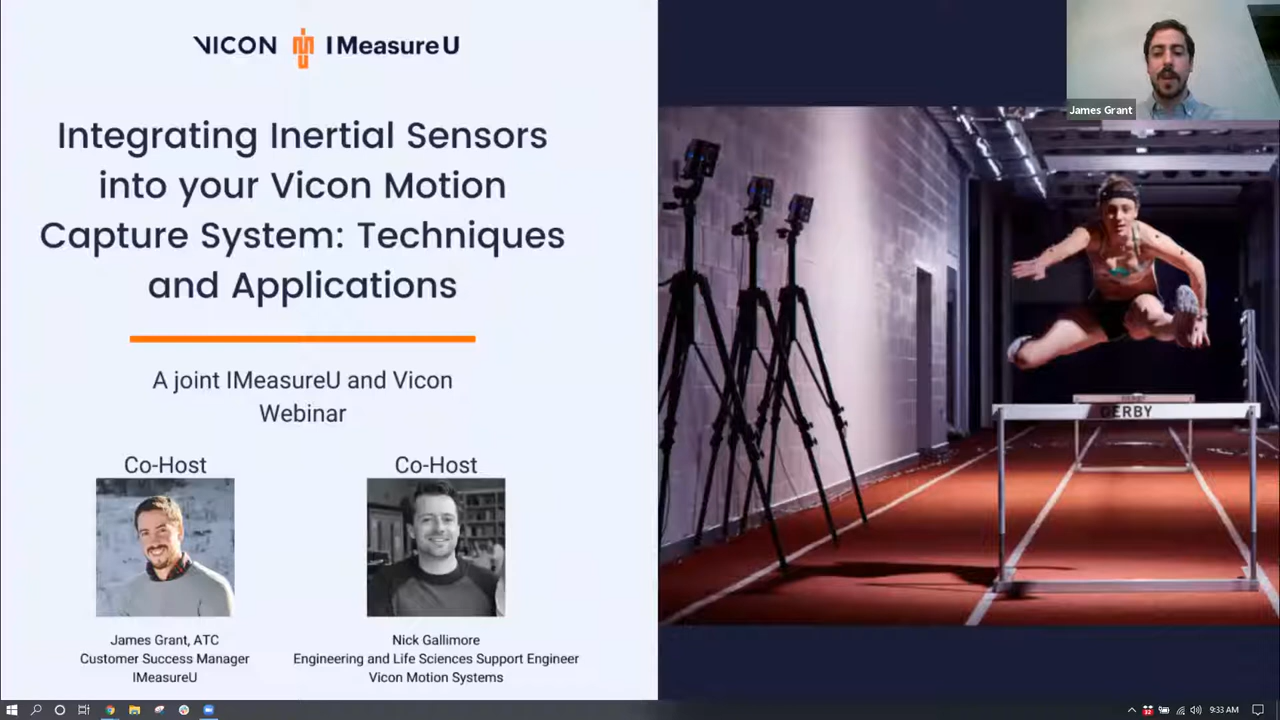 VICON IMeasureU
Integrating Inertial Sensors
into your Vicon Motion
Capture System: Techniques
and Applications
A joint IMeasureU and Vicon
Webinar
Co-Host
James Grant, ATC
Customer Success Manager
IMeasureU
Co-Host
Nick Gallimore
Engineering and Life Sciences Support Engineer
Vicon Motion Systems
James Grant
DERBY
DERBY
9:33 AM